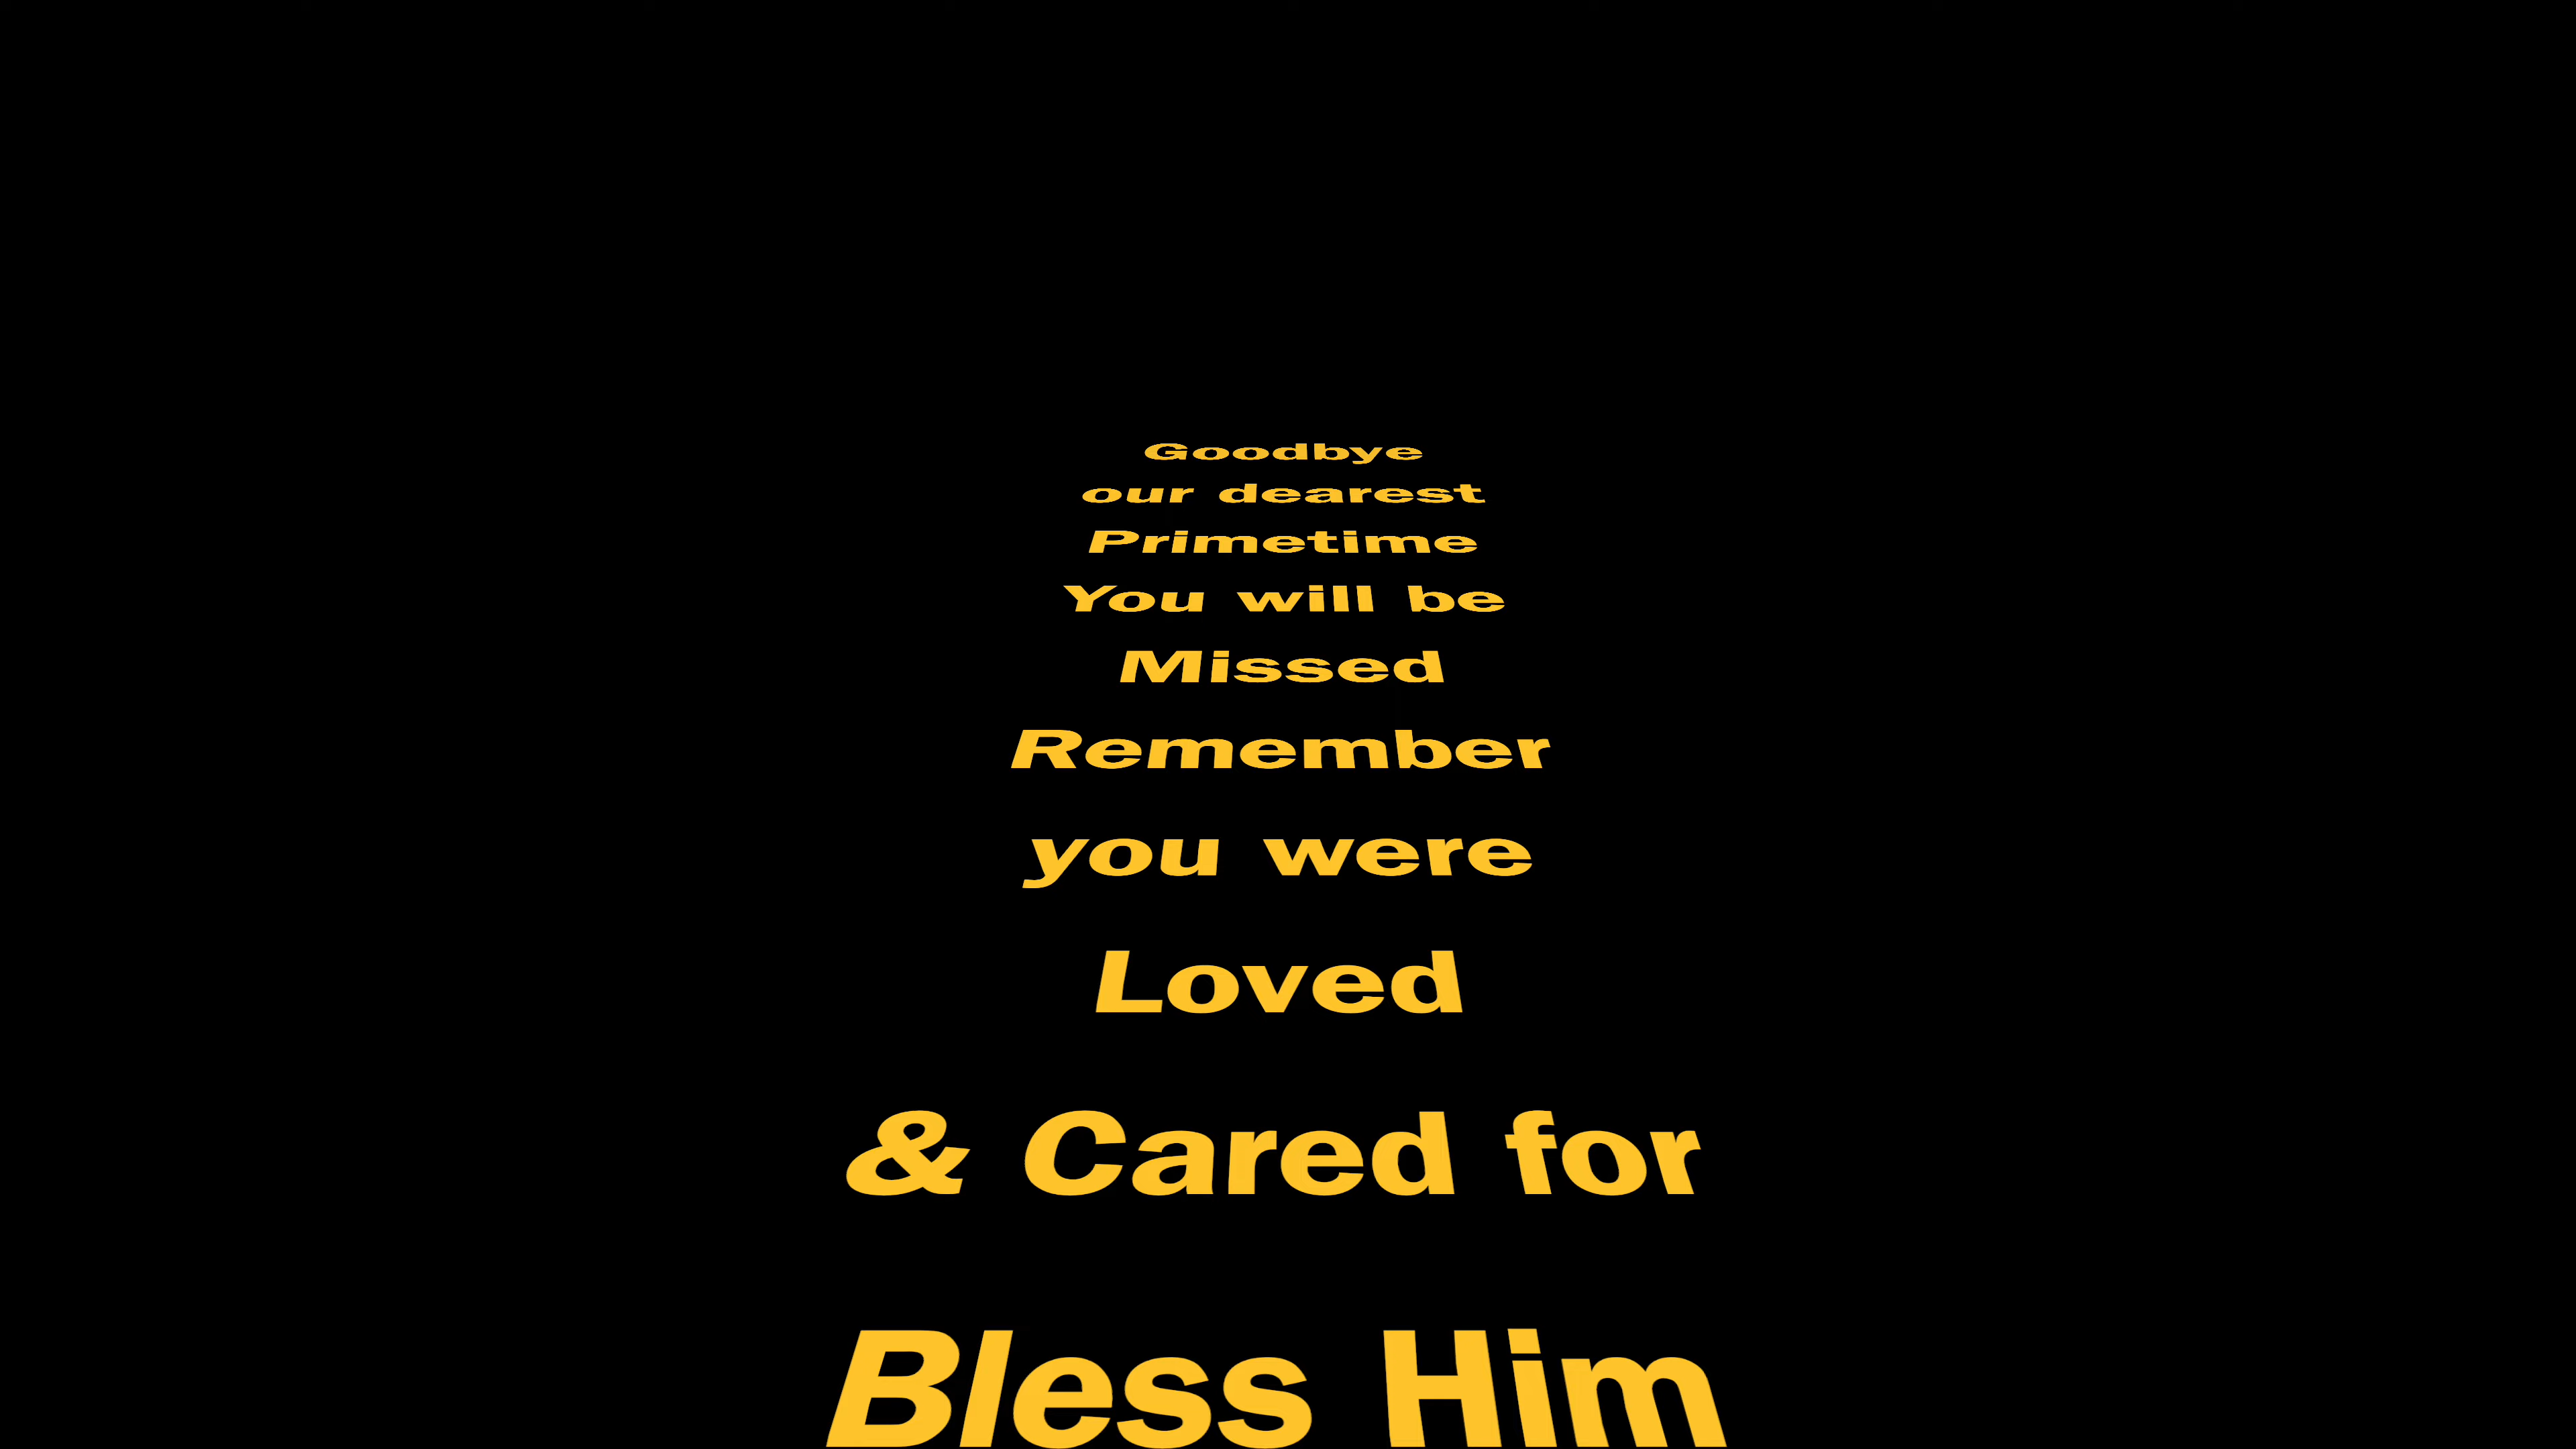 Goodbye
our dearest
Primetime
You will be
Missed
Remember
you were
Loved
& Cared for
Bless Him